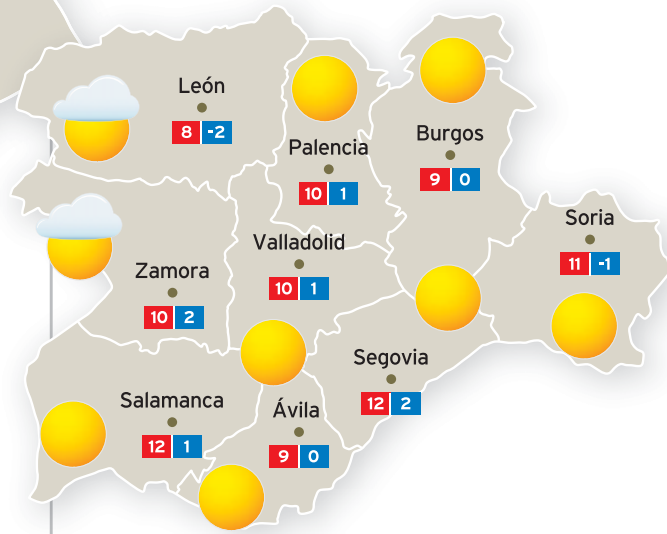 León
8 -2
Palencia
10 1
Burgos
9 0
Soria
11 -1
Zamora
10 2
Valladolid
10 1
Segovia
12 2
Salamanca
12 1
Ávila
9 0